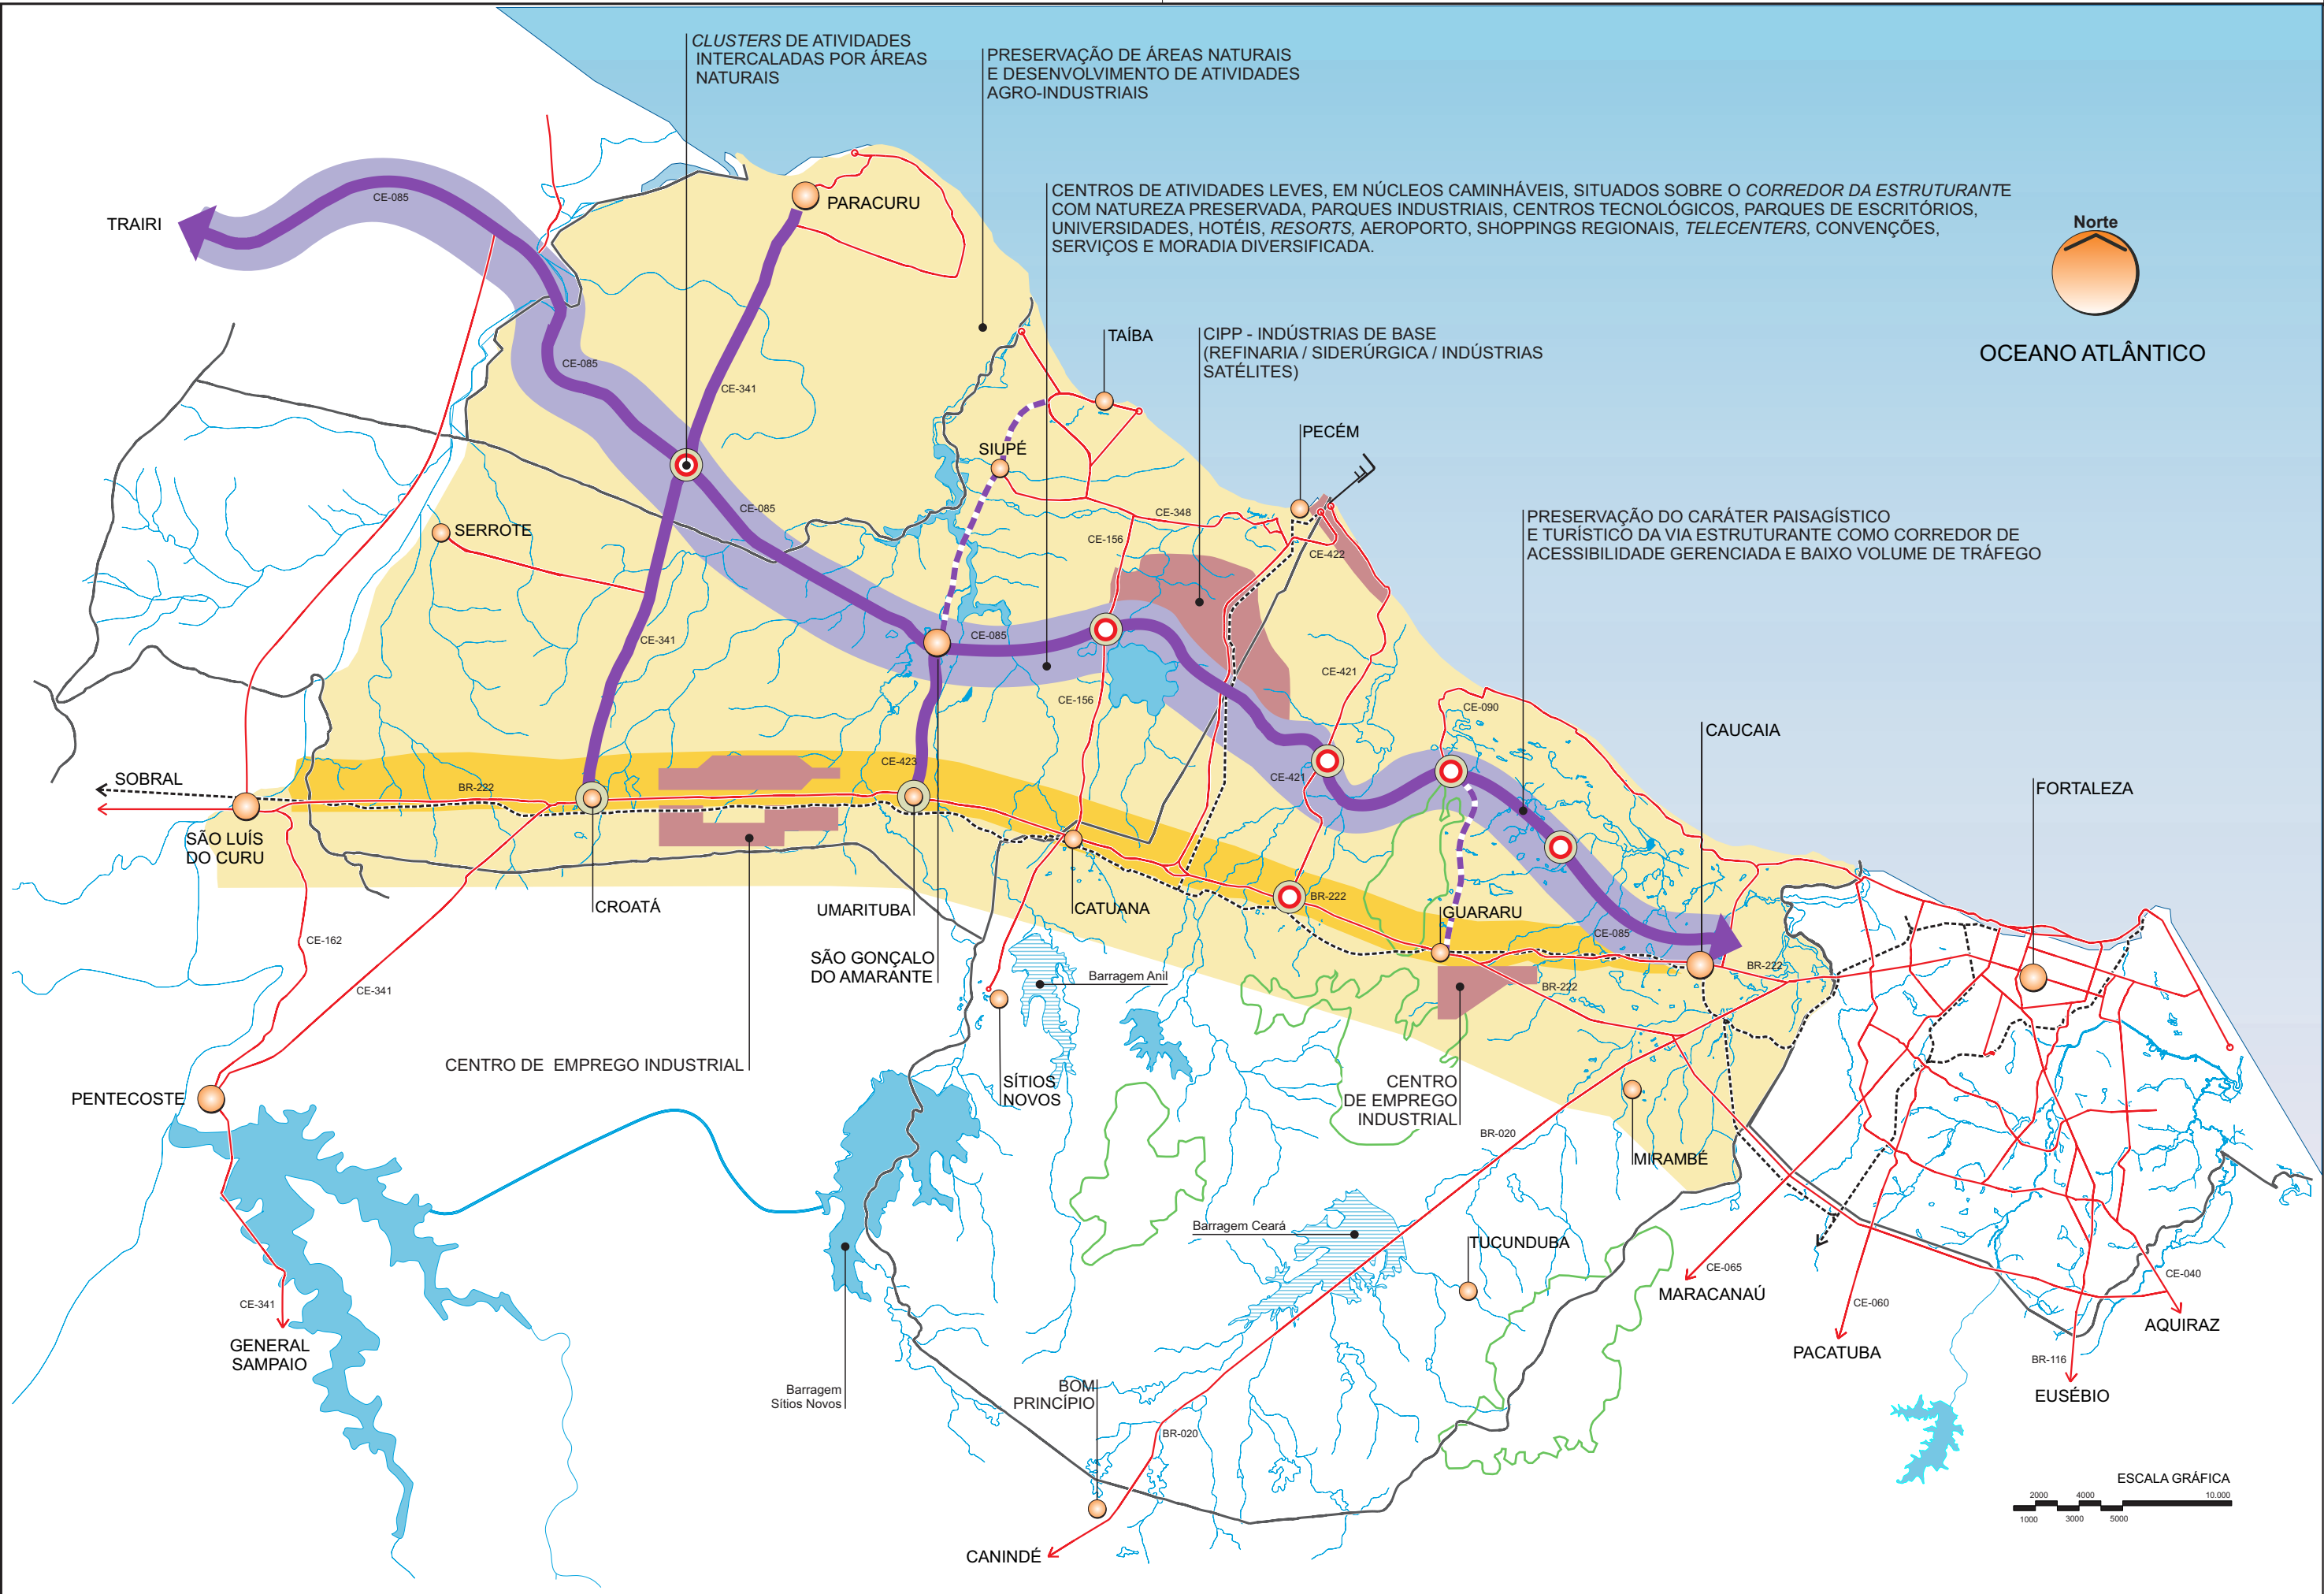 CLUSTERS DE ATIVIDADES
INTERCALADAS POR ÁREAS
NATURAIS
PRESERVAÇÃO DE ÁREAS NATURAIS
E DESENVOLVIMENTO DE ATIVIDADES
AGRO-INDUSTRIAIS
CENTROS DE ATIVIDADES LEVES, EM NÚCLEOS CAMINHÁVEIS, SITUADOS SOBRE O CORREDOR DA ESTRUTURANTE
COM NATUREZA PRESERVADA, PARQUES INDUSTRIAIS, CENTROS TECNOLÓGICOS, PARQUES DE ESCRITÓRIOS,
UNIVERSIDADES, HOTÉIS, RESORTS, AEROPORTO, SHOPPINGS REGIONAIS, TELECENTERS, CONVENÇÕES,
SERVIÇOS E MORADIA DIVERSIFICADA.
Norte
OCEANO ATLÂNTICO
TRAIRI
CE-085
PARACURU
TAÍBA
CIPP - INDÚSTRIAS DE BASE
(REFINARIA / SIDERÚRGICA / INDÚSTRIAS
SATÉLITES)
CE-085
CE-341
SIUPÉ
PECÉM
SERROTE
CE-085
CE-348
CE-156
CE-422
PRESERVAÇÃO DO CARÁTER PAISAGÍSTICO
E TURÍSTICO DA VIA ESTRUTURANTE COMO CORREDOR DE
ACESSIBILIDADE GERENCIADA E BAIXO VOLUME DE TRÁFEGO
CE-341
CE-085
CE-421
CE-156
CE-090
CAUCAIA
SOBRAL
BR-222
CE-423
CE-421
FORTALEZA
SÃO LUÍS
DO CURU
CROATÁ
UMARITUBA
CATUANA
BR-222
GUARARU
CE-085
CE-162
SÃO GONÇALO
DO AMARANTE
Barragem Anil
BR-222
BR-222
CE-341
CENTRO DE EMPREGO INDUSTRIAL
SÍTIOS
NOVOS
CENTRO
DE EMPREGO
INDUSTRIAL
PENTECOSTE
BR-020
MIRAMBÉ
Barragem Ceará
TUCUNDUBA
CE-065
MARACANAÚ
CE-040
CE-341
CE-060
AQUIRAZ
GENERAL
SAMPAIO
PACATUBA
BR-116
EUSÉBIO
Barragem
Sítios Novos
BOM
PRINCÍPIO
BR-020
CANINDÉ
ESCALA GRÁFICA
2000 4000 10.000
1000 3000 5000